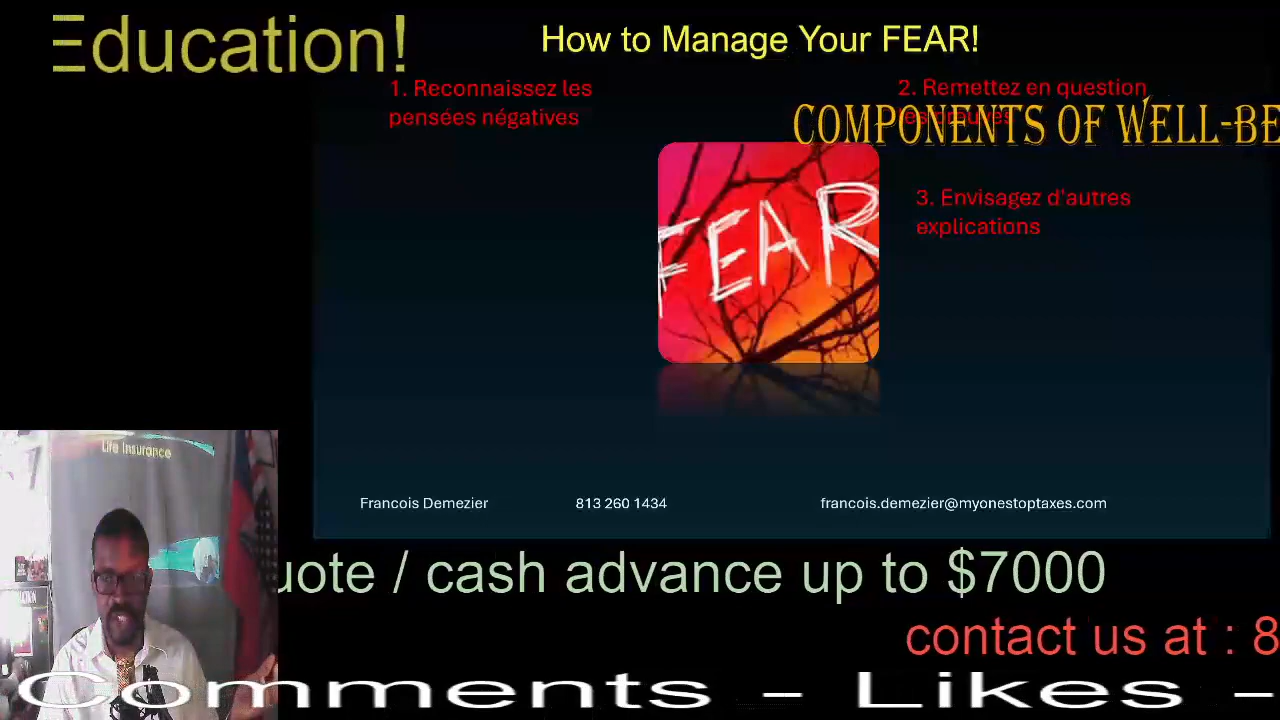 Education!
How to Manage Your FEAR!
1. Reconnaissez les
pensées négatives
2. Remettez en question
les preuves
COMPONENTS OF WELL-BE
3. Envisagez d'autres
explications
FEAR
Life Insurance
Francois Demezier
813 260 1434
francois.demezier@myonestoptaxes.com
uote / cash advance up to $7000
contact us at : 8
Comments - Likes -